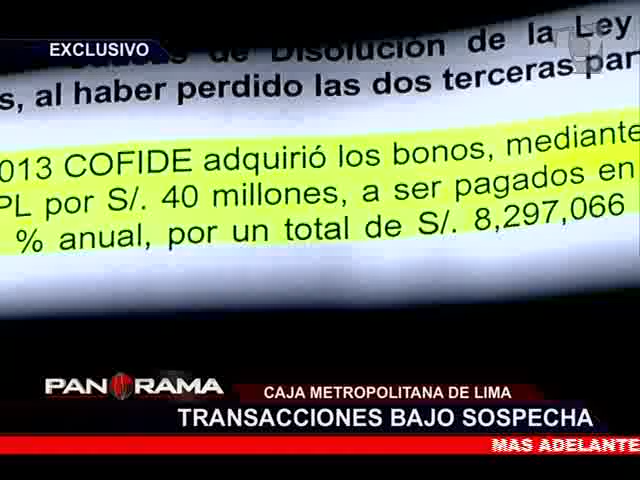 EXCLUSIVO
de Disolución de la Ley
s, al haber perdido las dos terceras par
013 COFIDE adquirió los bonos, mediante
PL por S/. 40 millones, a ser pagados en
% anual, por un total de S/. 8,297,066
PANORAMA
CAJA METROPOLITANA DE LIMA
TRANSACCIONES BAJO SOSPECHA
MAS ADELANTE